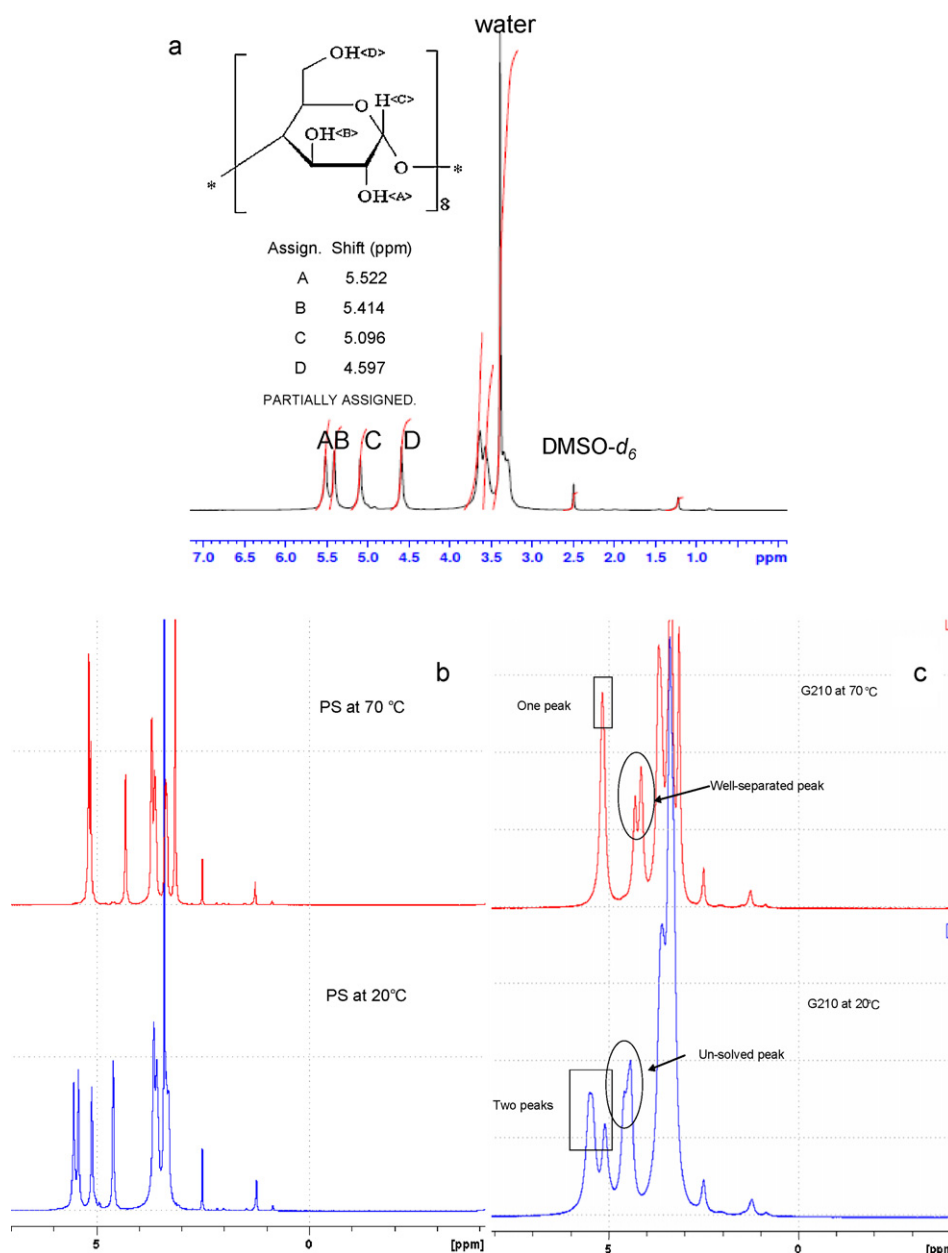 water
a
OH<D>
O
H<C>
OH<B>
O
*
*
OH<A>
8
Assign. Shift (ppm)
A 5.522
B 5.414
C 5.096
D 4.597
PARTIALLY ASSIGNED.
A B C D
DMSO-d6
7.0 6.5 6.0 5.5 5.0 4.5 4.0 3.5 3.0 2.5 2.0 1.5 1.0 ppm
b
PS at 70 °C
PS at 20°C
5 0 [ppm]
c
G210 at 70°C
One peak
Well-separated peak
G210 at 20°C
Un-solved peak
Two peaks
5 0 [ppm]